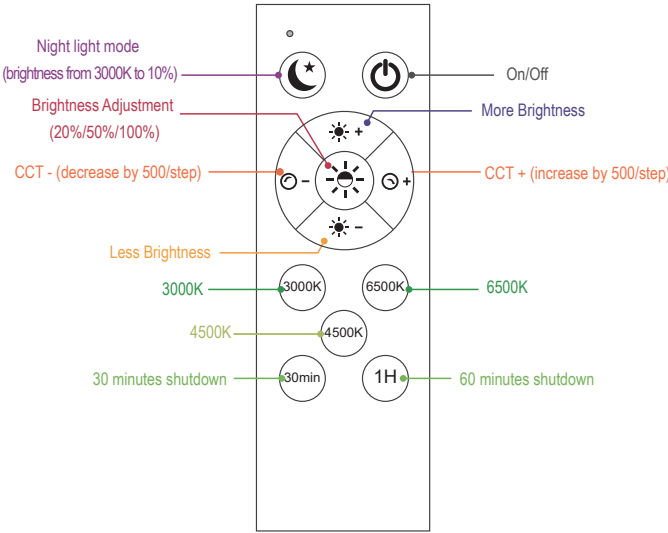 Night light mode
(brightness from 3000K to 10%)
On/Off
Brightness Adjustment
(20%/50%/100%)
More Brightness
+
CCT - (decrease by 500/step)
−
+
CCT + (increase by 500/step)
−
Less Brightness
3000K
3000K
6500K
6500K
4500K
4500K
30 minutes shutdown
30min
1H
60 minutes shutdown